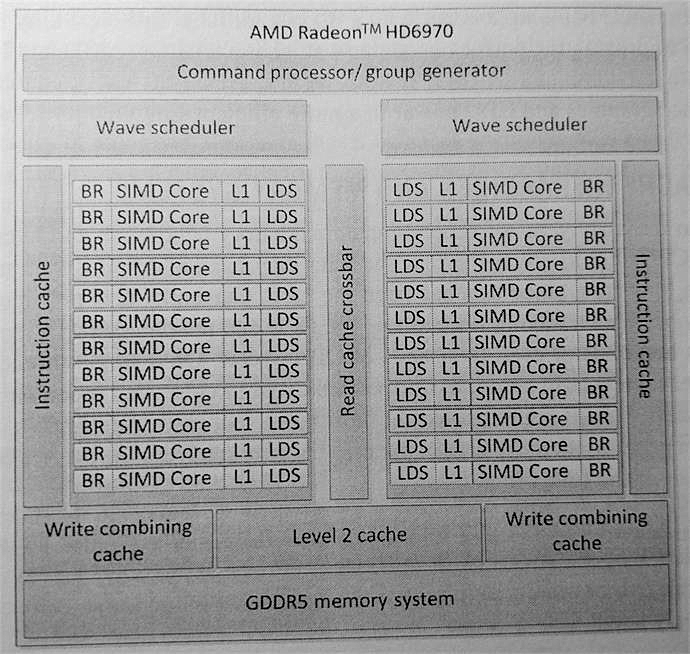 AMD Radeon™ HD6970
Command processor/ group generator
Wave scheduler
Wave scheduler
Instruction cache
BR SIMD Core L1 LDS
BR SIMD Core L1 LDS
BR SIMD Core L1 LDS
BR SIMD Core L1 LDS
BR SIMD Core L1 LDS
BR SIMD Core L1 LDS
BR SIMD Core L1 LDS
BR SIMD Core L1 LDS
BR SIMD Core L1 LDS
BR SIMD Core L1 LDS
BR SIMD Core L1 LDS
BR SIMD Core L1 LDS
Read cache crossbar
LDS L1 SIMD Core BR
LDS L1 SIMD Core BR
LDS L1 SIMD Core BR
LDS L1 SIMD Core BR
LDS L1 SIMD Core BR
LDS L1 SIMD Core BR
LDS L1 SIMD Core BR
LDS L1 SIMD Core BR
LDS L1 SIMD Core BR
LDS L1 SIMD Core BR
LDS L1 SIMD Core BR
LDS L1 SIMD Core BR
Instruction cache
Write combining
cache
Level 2 cache
Write combining
cache
GDDR5 memory system